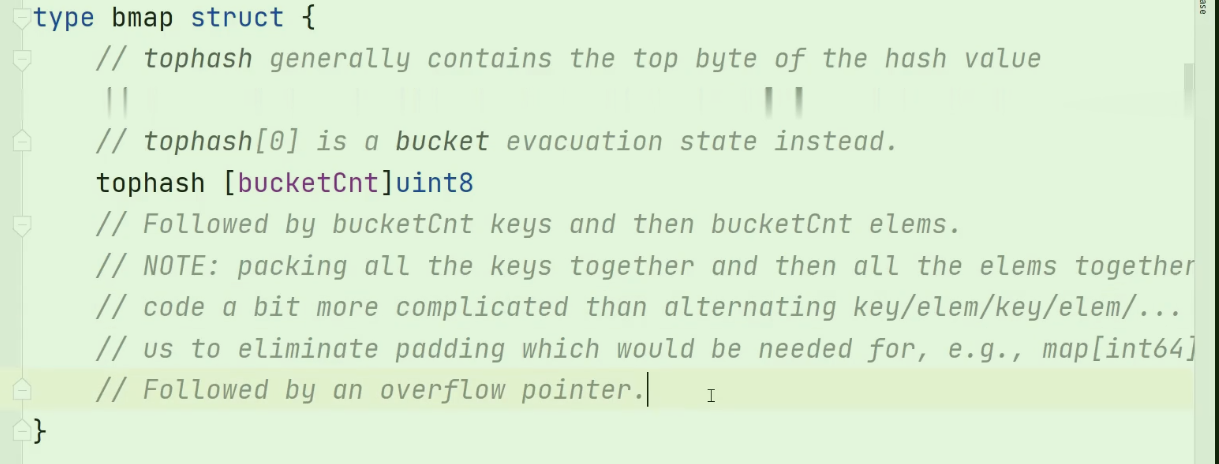 type bmap struct {
// tophash generally contains the top byte of the hash value
// tophash[0] is a bucket evacuation state instead.
tophash [bucketCnt]uint8
// Followed by bucketCnt keys and then bucketCnt elems.
// NOTE: packing all the keys together and then all the elems together
// code a bit more complicated than alternating key/elem/key/elem/...
// us to eliminate padding which would be needed for, e.g., map[int64]
// Followed by an overflow pointer.
}